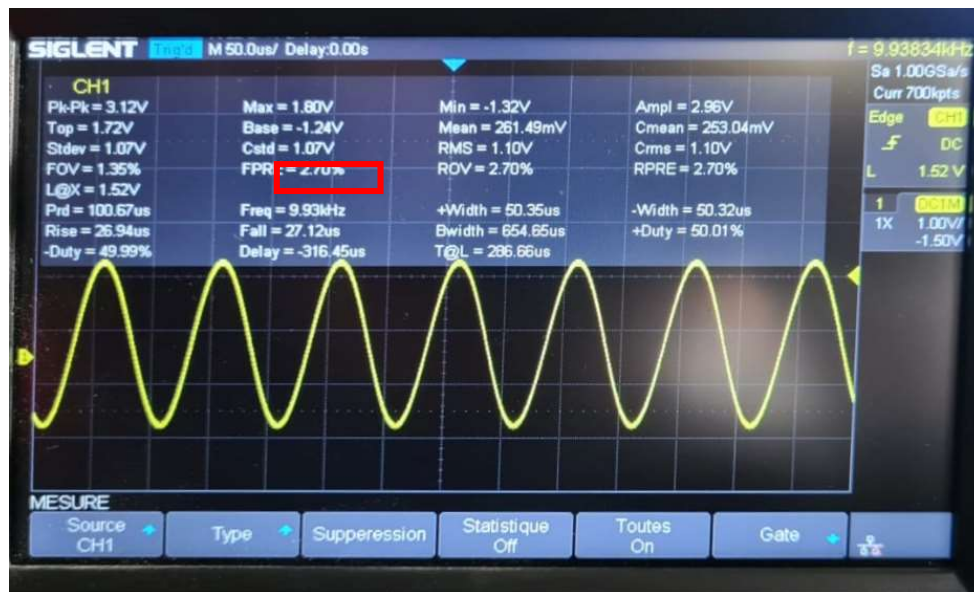 SIGLENT Trig'd M 50.0us/ Delay:0.00s f = 9.93834kHz
Sa 1.00GSa/s
Curr 700kpts
Edge CH1
DC
L 1.52 V
1 DC1M
1X 1.00V/
-1.50V
CH1
Pk-Pk = 3.12V Max = 1.80V Min = -1.32V Ampl = 2.96V
Top = 1.72V Base = -1.24V Mean = 261.49mV Cmean = 253.04mV
Stdev = 1.07V Cstd = 1.07V RMS = 1.10V Crms = 1.10V
FOV = 1.35% FPRE = 2.70% ROV = 2.70% RPRE = 2.70%
L@X = 1.52V
Prd = 100.67us Freq = 9.93kHz +Width = 50.35us -Width = 50.32us
Rise = 26.94us Fall = 27.12us Bwidth = 654.65us +Duty = 50.01%
-Duty = 49.99% Delay = -316.45us T@L = 286.66us
MESURE
Source Type Supperession Statistique Toutes Gate
CH1 Off On